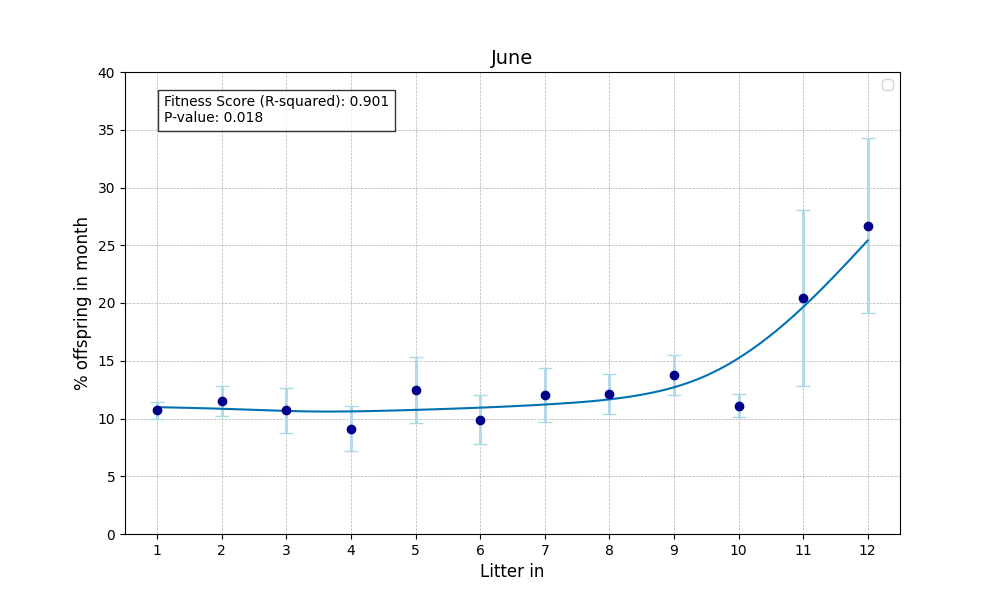 June
Fitness Score (R-squared): 0.901
P-value: 0.018
% offspring in month
40
35
30
25
20
15
10
5
0
1 2 3 4 5 6 7 8 9 10 11 12
Litter in